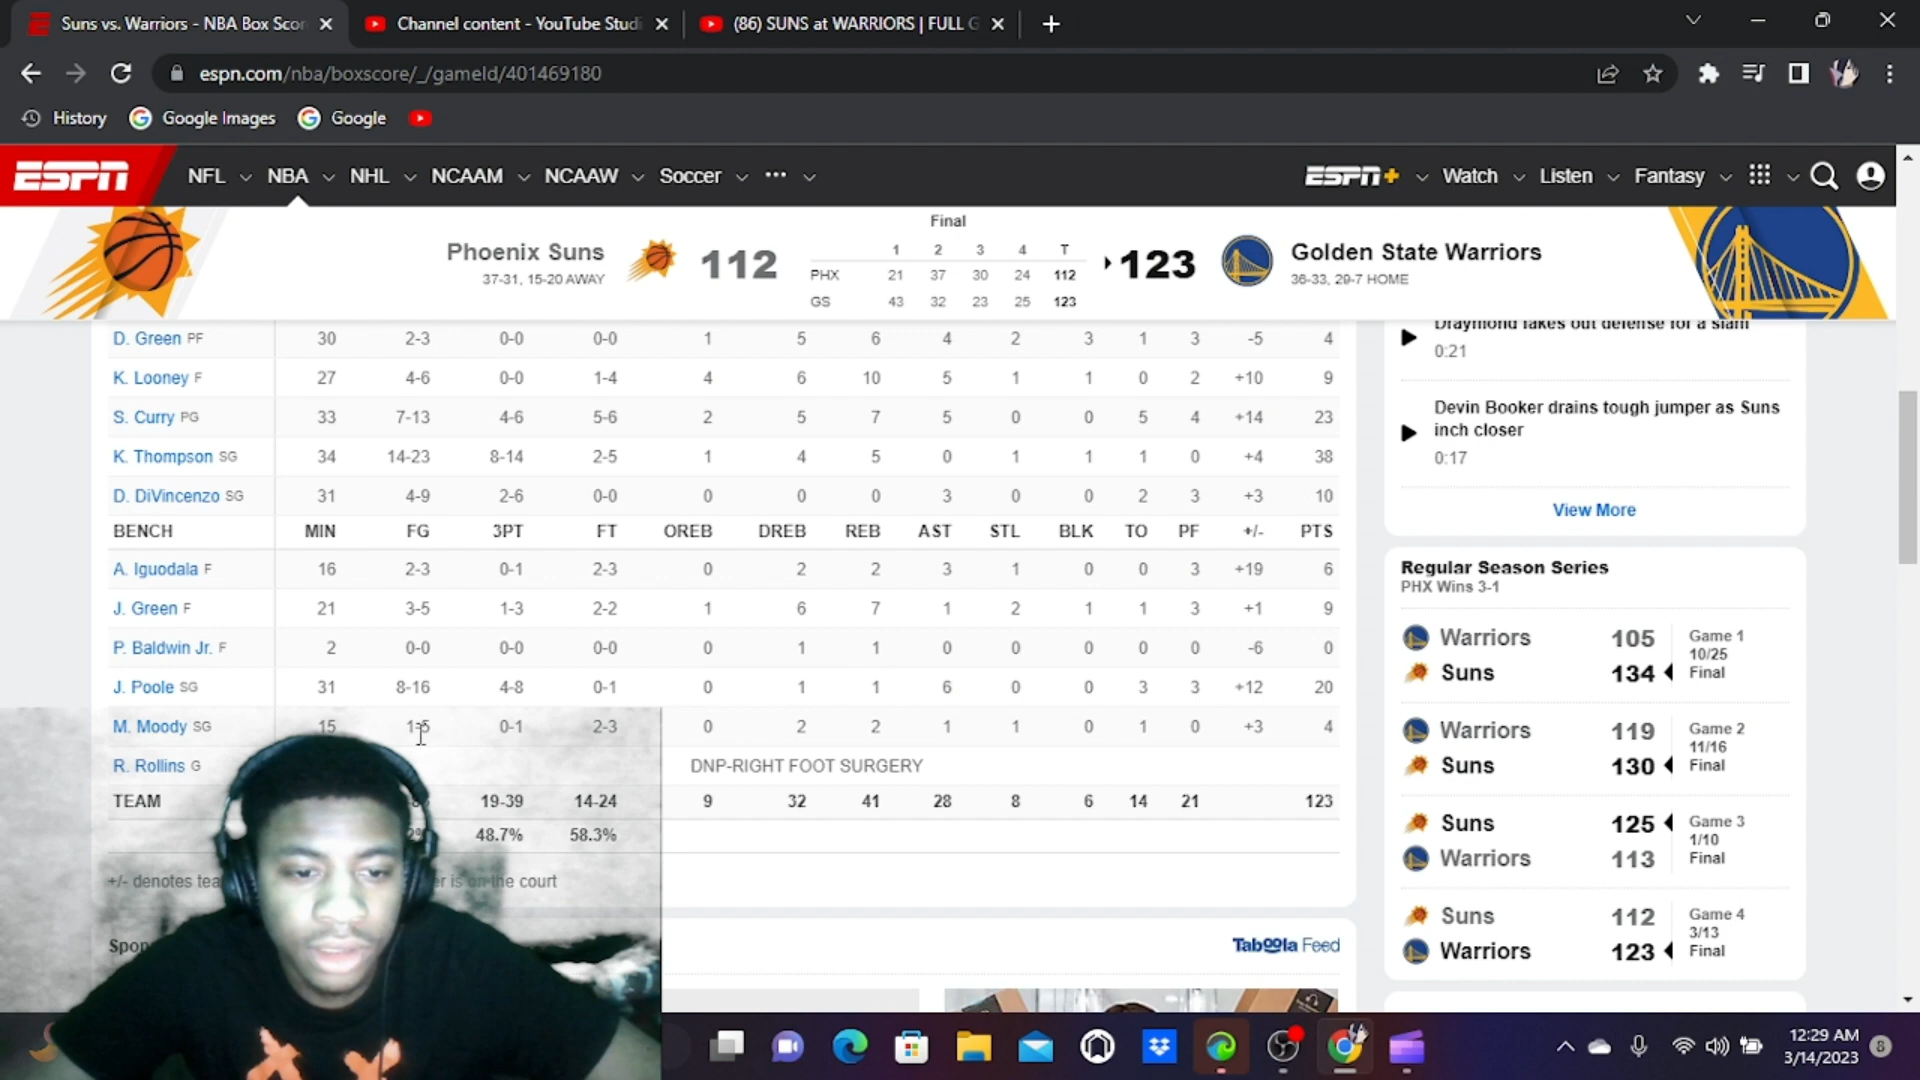 Suns vs. Warriors - NBA Box Scor
Channel content - YouTube Studi
(86) SUNS at WARRIORS | FULL G
espn.com/nba/boxscore/_/gameId/401469180
History
Google Images
Google
ESPN
NFL
NBA
NHL
NCAAM
NCAAW
Soccer
ESPN+
Watch
Listen
Fantasy
Final
Phoenix Suns
37-31, 15-20 AWAY
112
1 2 3 4 T
PHX 21 37 30 24 112
GS 43 32 23 25 123
123
Golden State Warriors
36-33, 29-7 HOME
D. Green PF 30 2-3 0-0 0-0 1 5 6 4 2 3 1 3 -5 4
K. Looney F 27 4-6 0-0 1-4 4 6 10 5 1 1 0 2 +10 9
S. Curry PG 33 7-13 4-6 5-6 2 5 7 5 0 0 5 4 +14 23
K. Thompson SG 34 14-23 8-14 2-5 1 4 5 0 1 1 1 0 +4 38
D. DiVincenzo SG 31 4-9 2-6 0-0 0 0 0 3 0 0 2 3 +3 10
BENCH MIN FG 3PT FT OREB DREB REB AST STL BLK TO PF +/- PTS
A. Iguodala F 16 2-3 0-1 2-3 0 2 2 3 1 0 0 3 +19 6
J. Green F 21 3-5 1-3 2-2 1 6 7 1 2 1 1 3 +1 9
P. Baldwin Jr. F 2 0-0 0-0 0-0 0 1 1 0 0 0 0 0 -6 0
J. Poole SG 31 8-16 4-8 0-1 0 1 1 6 0 0 3 3 +12 20
M. Moody SG 15 1-5 0-1 2-3 0 2 2 1 1 0 1 0 +3 4
R. Rollins G DNP-RIGHT FOOT SURGERY
TEAM 19-39 14-24 9 32 41 28 8 6 14 21 123
48.7% 58.3%
+/- denotes is on the court
Taboola Feed
Draymond fakes out defense for a slam
0:21
Devin Booker drains tough jumper as Suns
inch closer
0:17
View More
Regular Season Series
PHX Wins 3-1
Warriors 105 Game 1
10/25
Suns 134 Final
Warriors 119 Game 2
11/16
Suns 130 Final
Suns 125 Game 3
1/10
Warriors 113 Final
Suns 112 Game 4
3/13
Warriors 123 Final
12:29 AM
3/14/2023
8